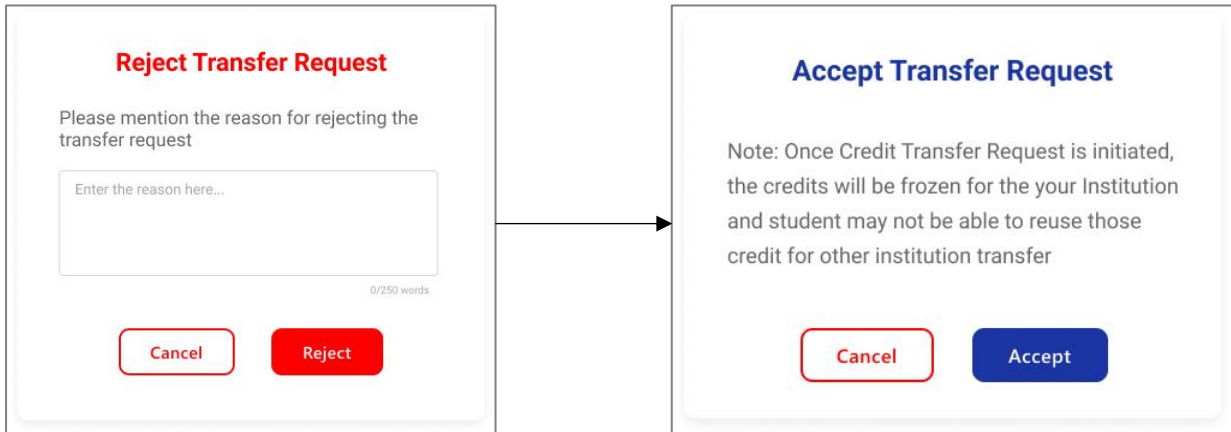 Reject Transfer Request
Please mention the reason for rejecting the
transfer request
Enter the reason here...
0/250 words
Cancel
Reject
Accept Transfer Request
Note: Once Credit Transfer Request is initiated,
the credits will be frozen for the your Institution
and student may not be able to reuse those
credit for other institution transfer
Cancel
Accept